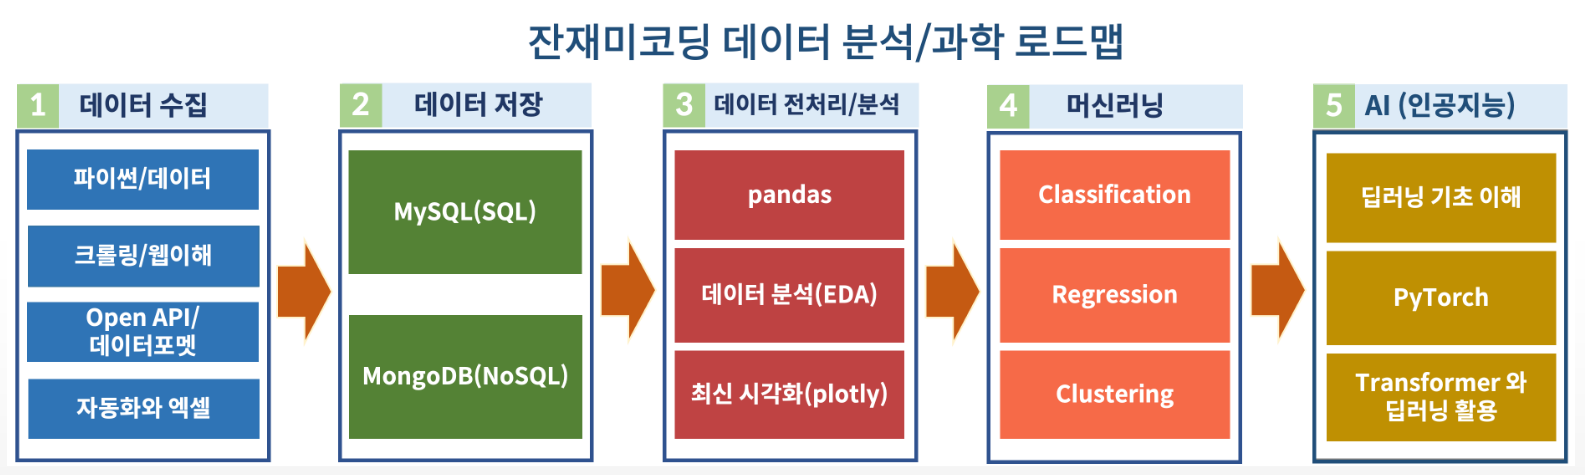 잔재미코딩 데이터 분석/과학 로드맵
1 데이터 수집
파이썬/데이터
크롤링/웹이해
Open API/
데이터포멧
자동화와 엑셀
2 데이터 저장
MySQL(SQL)
MongoDB(NoSQL)
3 데이터 전처리/분석
pandas
데이터 분석(EDA)
최신 시각화(plotly)
4 머신러닝
Classification
Regression
Clustering
5 AI (인공지능)
딥러닝 기초 이해
PyTorch
Transformer 와
딥러닝 활용